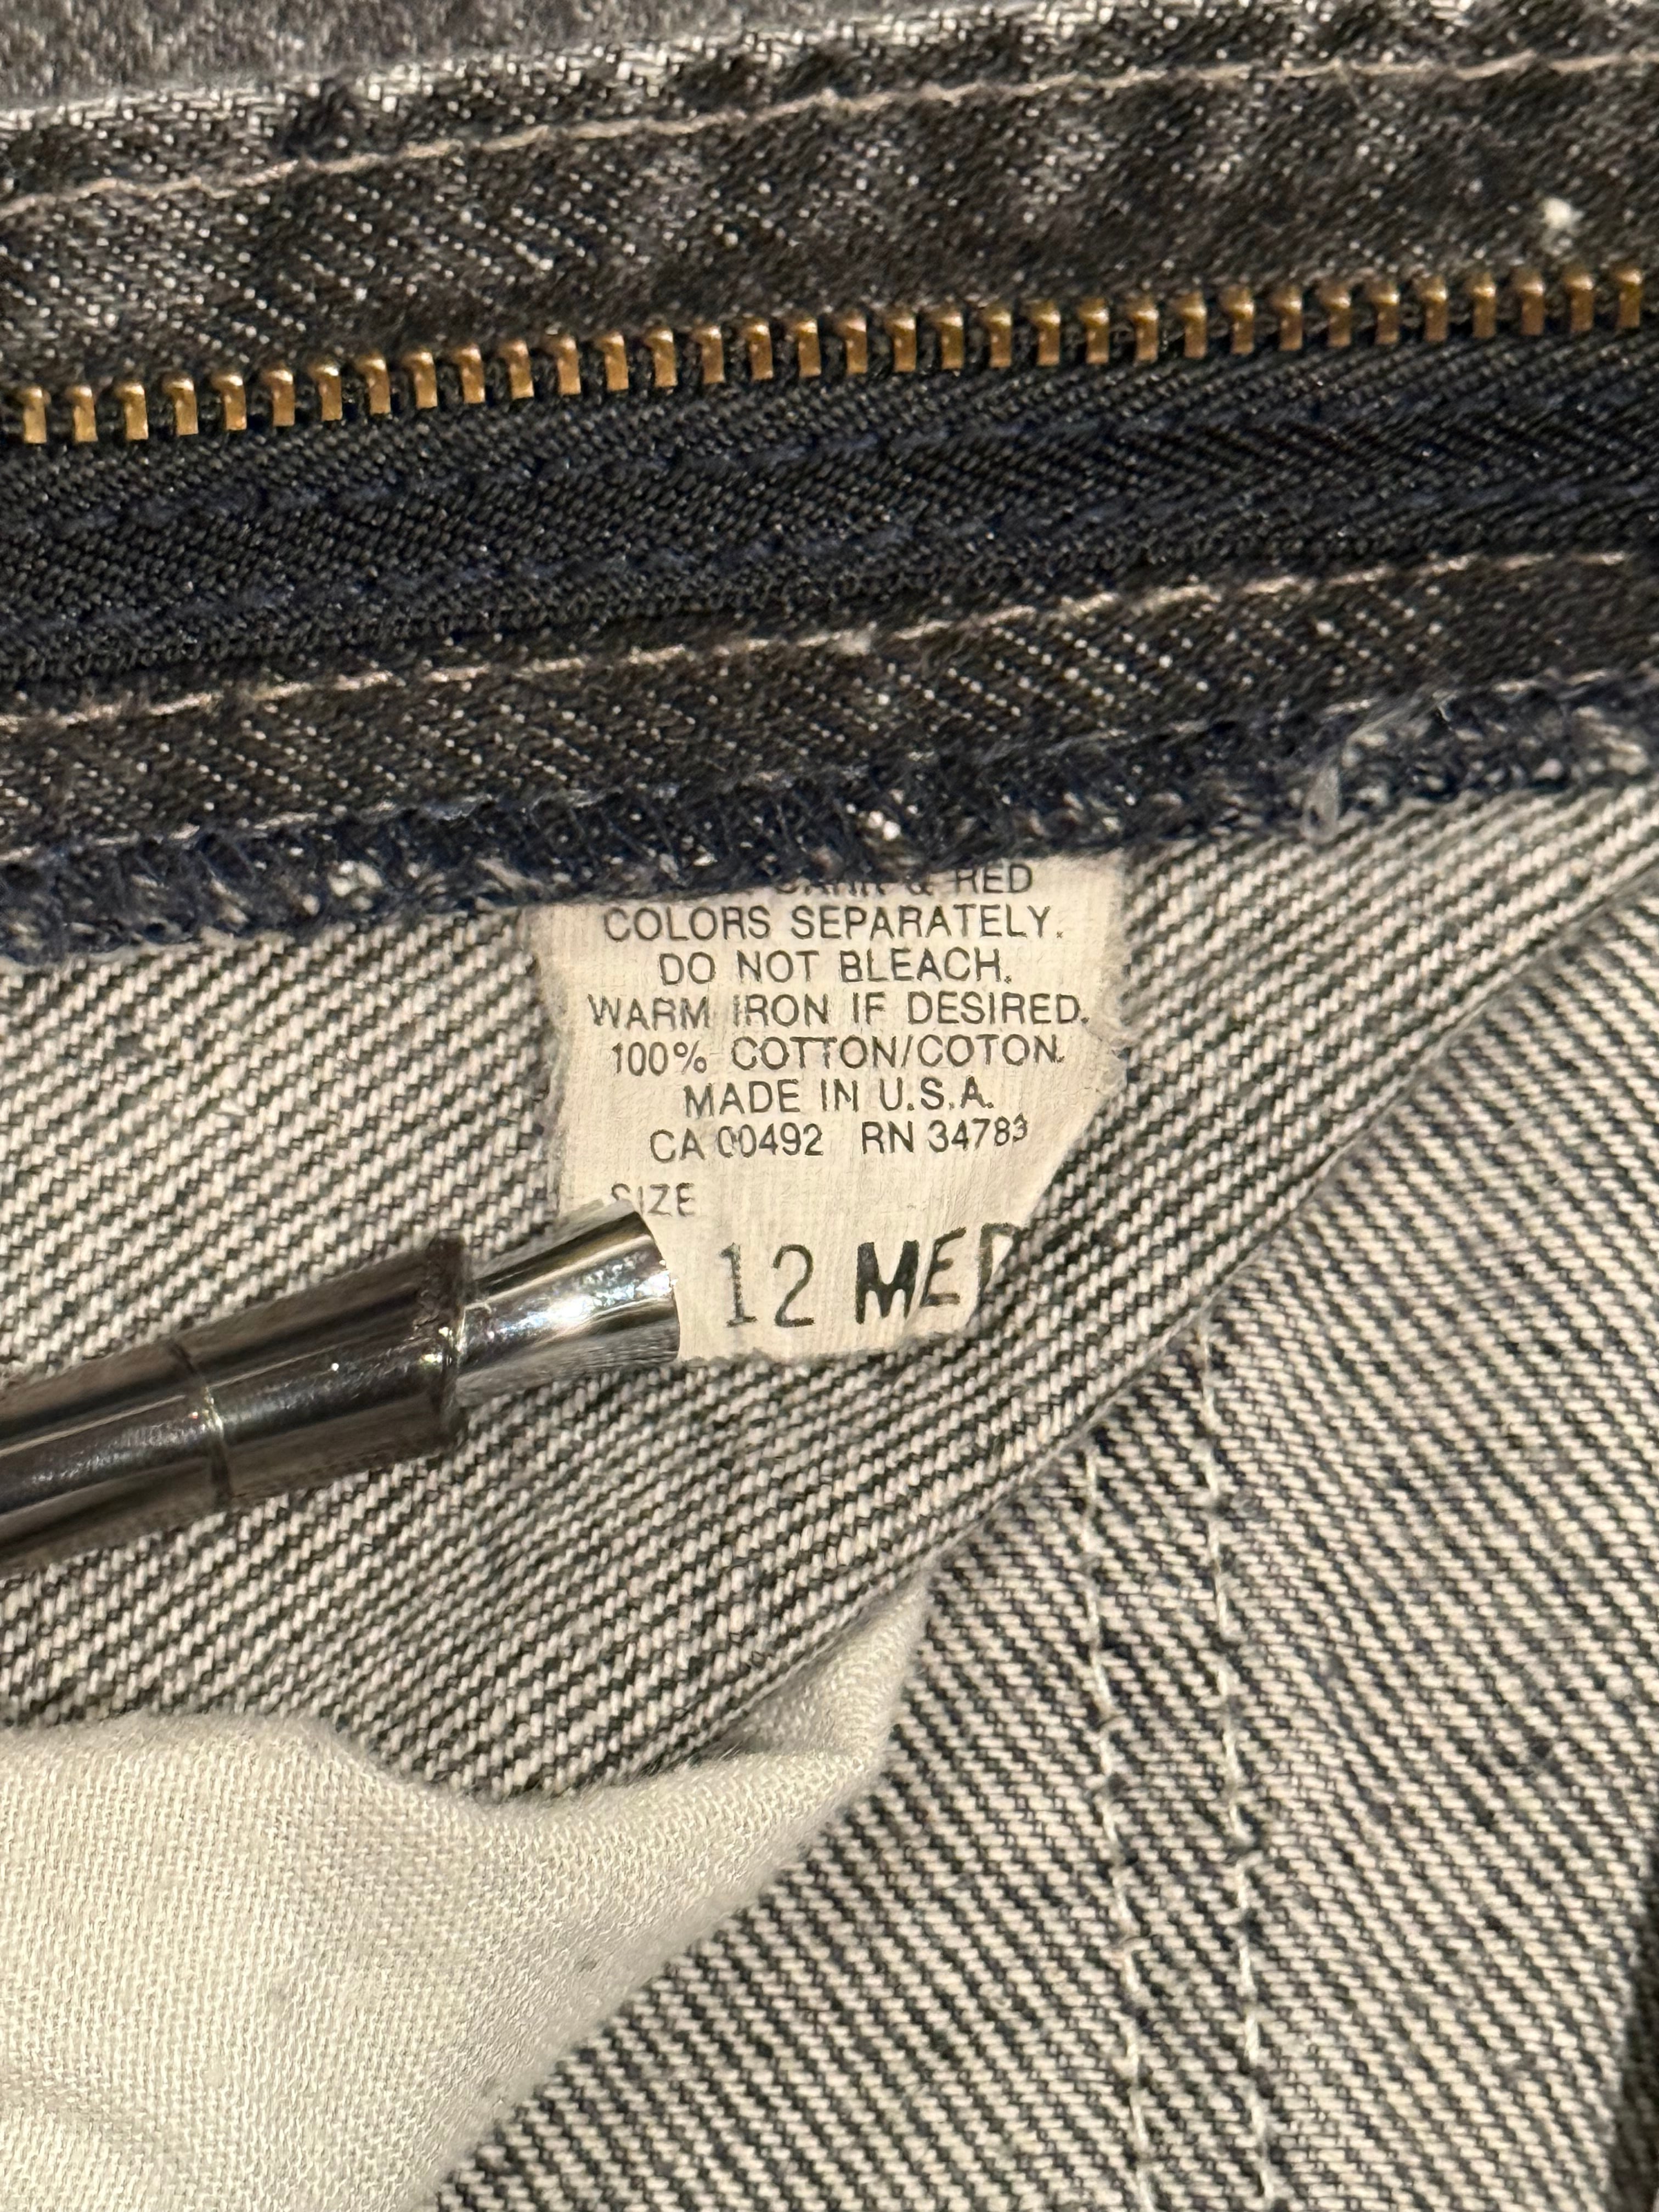 & RED
COLORS SEPARATELY.
DO NOT BLEACH.
WARM IRON IF DESIRED.
100% COTTON/COTON.
MADE IN U.S.A.
CA 00492 RN 34783
SIZE
12 MED